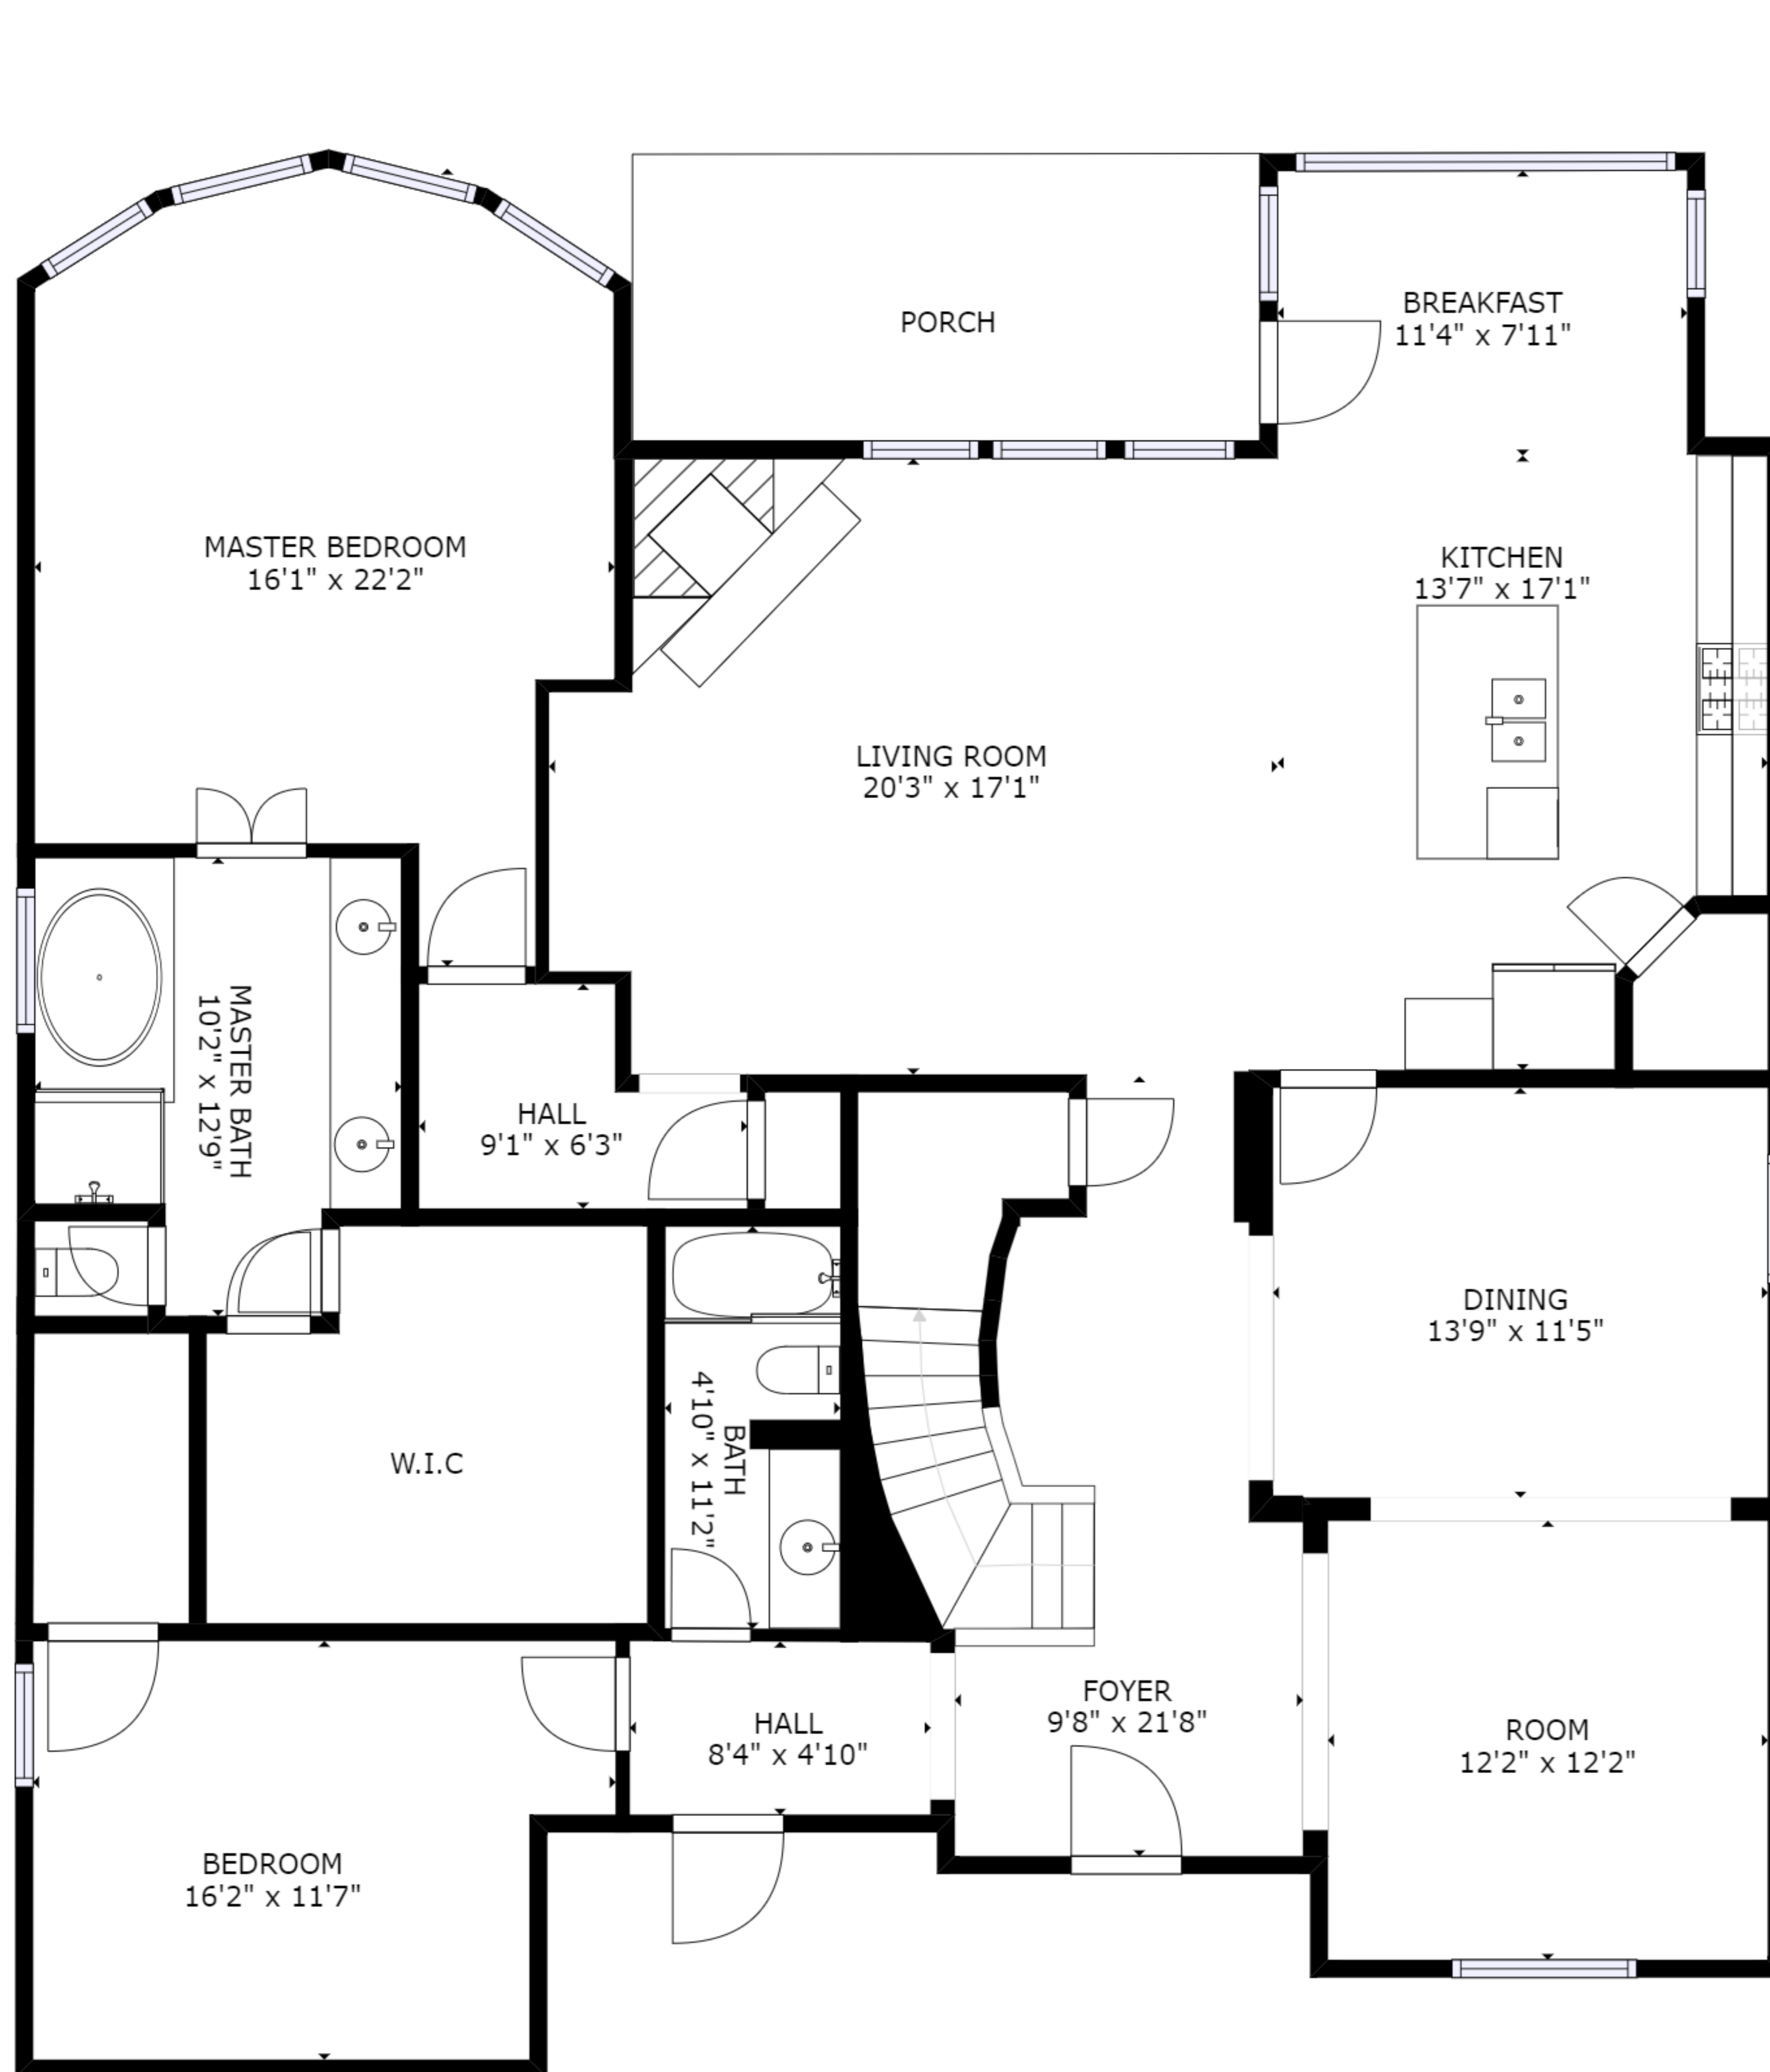 PORCH
BREAKFAST
11'4" x 7'11"
MASTER BEDROOM
16'1" x 22'2"
KITCHEN
13'7" x 17'1"
LIVING ROOM
20'3" x 17'1"
MASTER BATH
10'2" x 12'9"
HALL
9'1" x 6'3"
DINING
13'9" x 11'5"
W.I.C
BATH
4'10" x 11'2"
FOYER
9'8" x 21'8"
HALL
8'4" x 4'10"
ROOM
12'2" x 12'2"
BEDROOM
16'2" x 11'7"